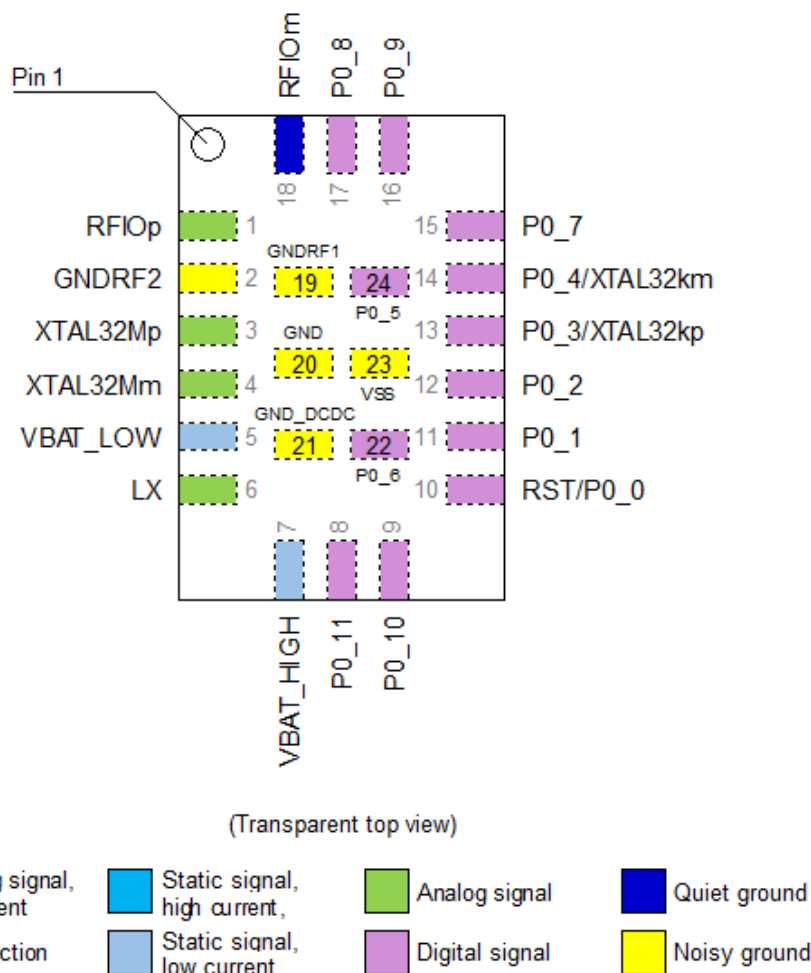 Pin 1
RFIOm
P0_8
P0_9
18
17
16
RFIOp
1
15
P0_7
GNDRF2
2
GNDRF1
19
24
P0_5
14
P0_4/XTAL32km
XTAL32Mp
3
GND
20
23
VSS
13
P0_3/XTAL32kp
XTAL32Mm
4
12
P0_2
VBAT_LOW
5
GND_DCDC
21
22
P0_6
11
P0_1
LX
6
10
RST/P0_0
7
8
9
VBAT_HIGH
P0_11
P0_10
(Transparent top view)
signal,
Static signal,
high current,
Analog signal
Quiet ground
Static signal,
low current
Digital signal
Noisy ground